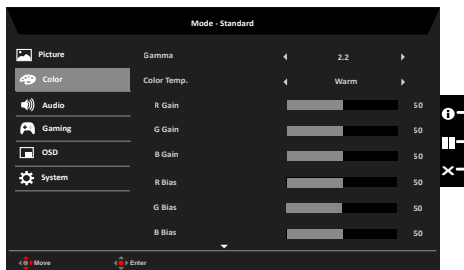 Mode - Standard
Picture
Gamma 2.2
Color
Color Temp. Warm
Audio
R Gain 50
Gaming
G Gain 50
OSD
B Gain 50
System
R Bias 50
G Bias 50
B Bias 50
Move Enter